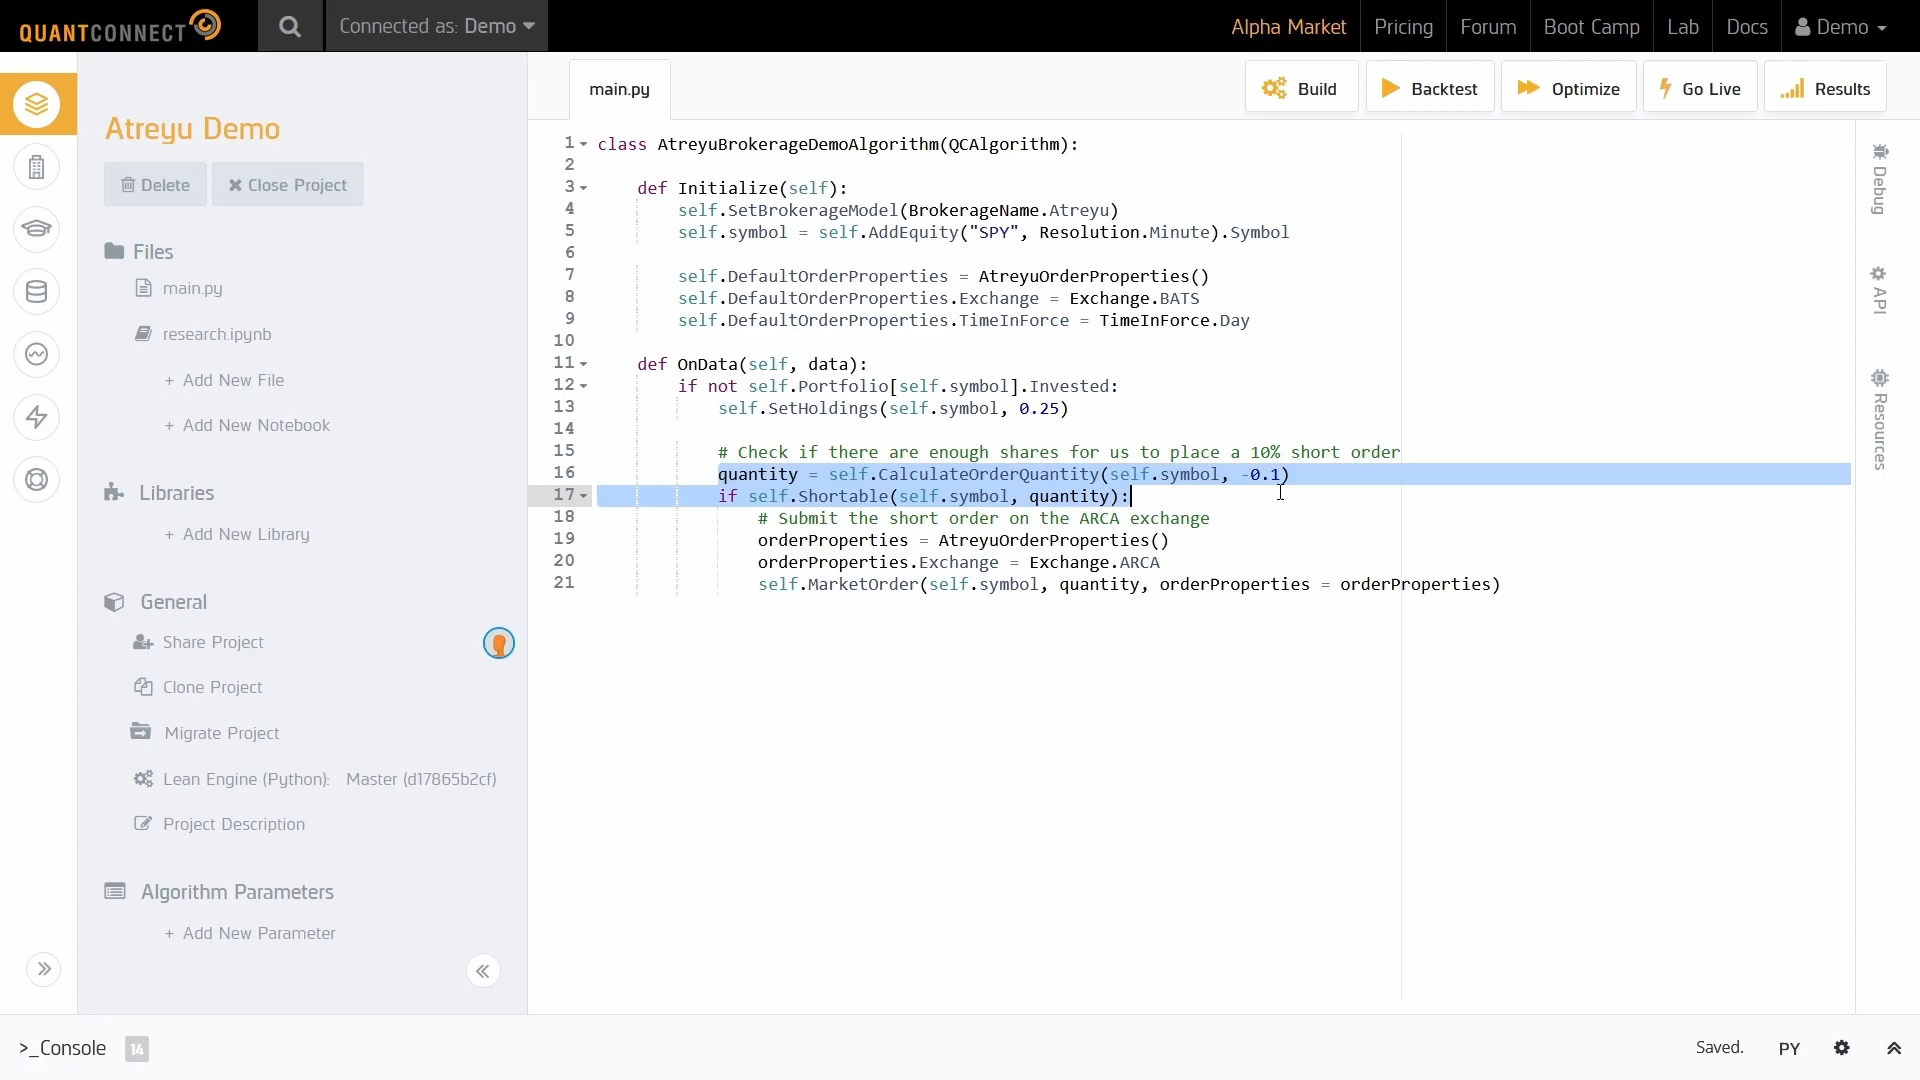 QUANTCONNECT
Connected as: Demo
Alpha Market
Pricing
Forum
Boot Camp
Lab
Docs
Demo
Atreyu Demo
Delete
Close Project
Files
main.py
research.ipynb
+ Add New File
+ Add New Notebook
Libraries
+ Add New Library
General
Share Project
Clone Project
Migrate Project
Lean Engine (Python): Master (d17865b2cf)
Project Description
Algorithm Parameters
+ Add New Parameter
main.py
Build
Backtest
Optimize
Go Live
Results
1 class AtreyuBrokerageDemoAlgorithm(QCAlgorithm):
2
3 def Initialize(self):
4 self.SetBrokerageModel(BrokerageName.Atreyu)
5 self.symbol = self.AddEquity("SPY", Resolution.Minute).Symbol
6
7 self.DefaultOrderProperties = AtreyuOrderProperties()
8 self.DefaultOrderProperties.Exchange = Exchange.BATS
9 self.DefaultOrderProperties.TimeInForce = TimeInForce.Day
10
11 def OnData(self, data):
12 if not self.Portfolio[self.symbol].Invested:
13 self.SetHoldings(self.symbol, 0.25)
14
15 # Check if there are enough shares for us to place a 10% short order
16 quantity = self.CalculateOrderQuantity(self.symbol, -0.1)
17 if self.Shortable(self.symbol, quantity):
18 # Submit the short order on the ARCA exchange
19 orderProperties = AtreyuOrderProperties()
20 orderProperties.Exchange = Exchange.ARCA
21 self.MarketOrder(self.symbol, quantity, orderProperties = orderProperties)
Debug
API
Resources
>_Console 14
Saved.
PY